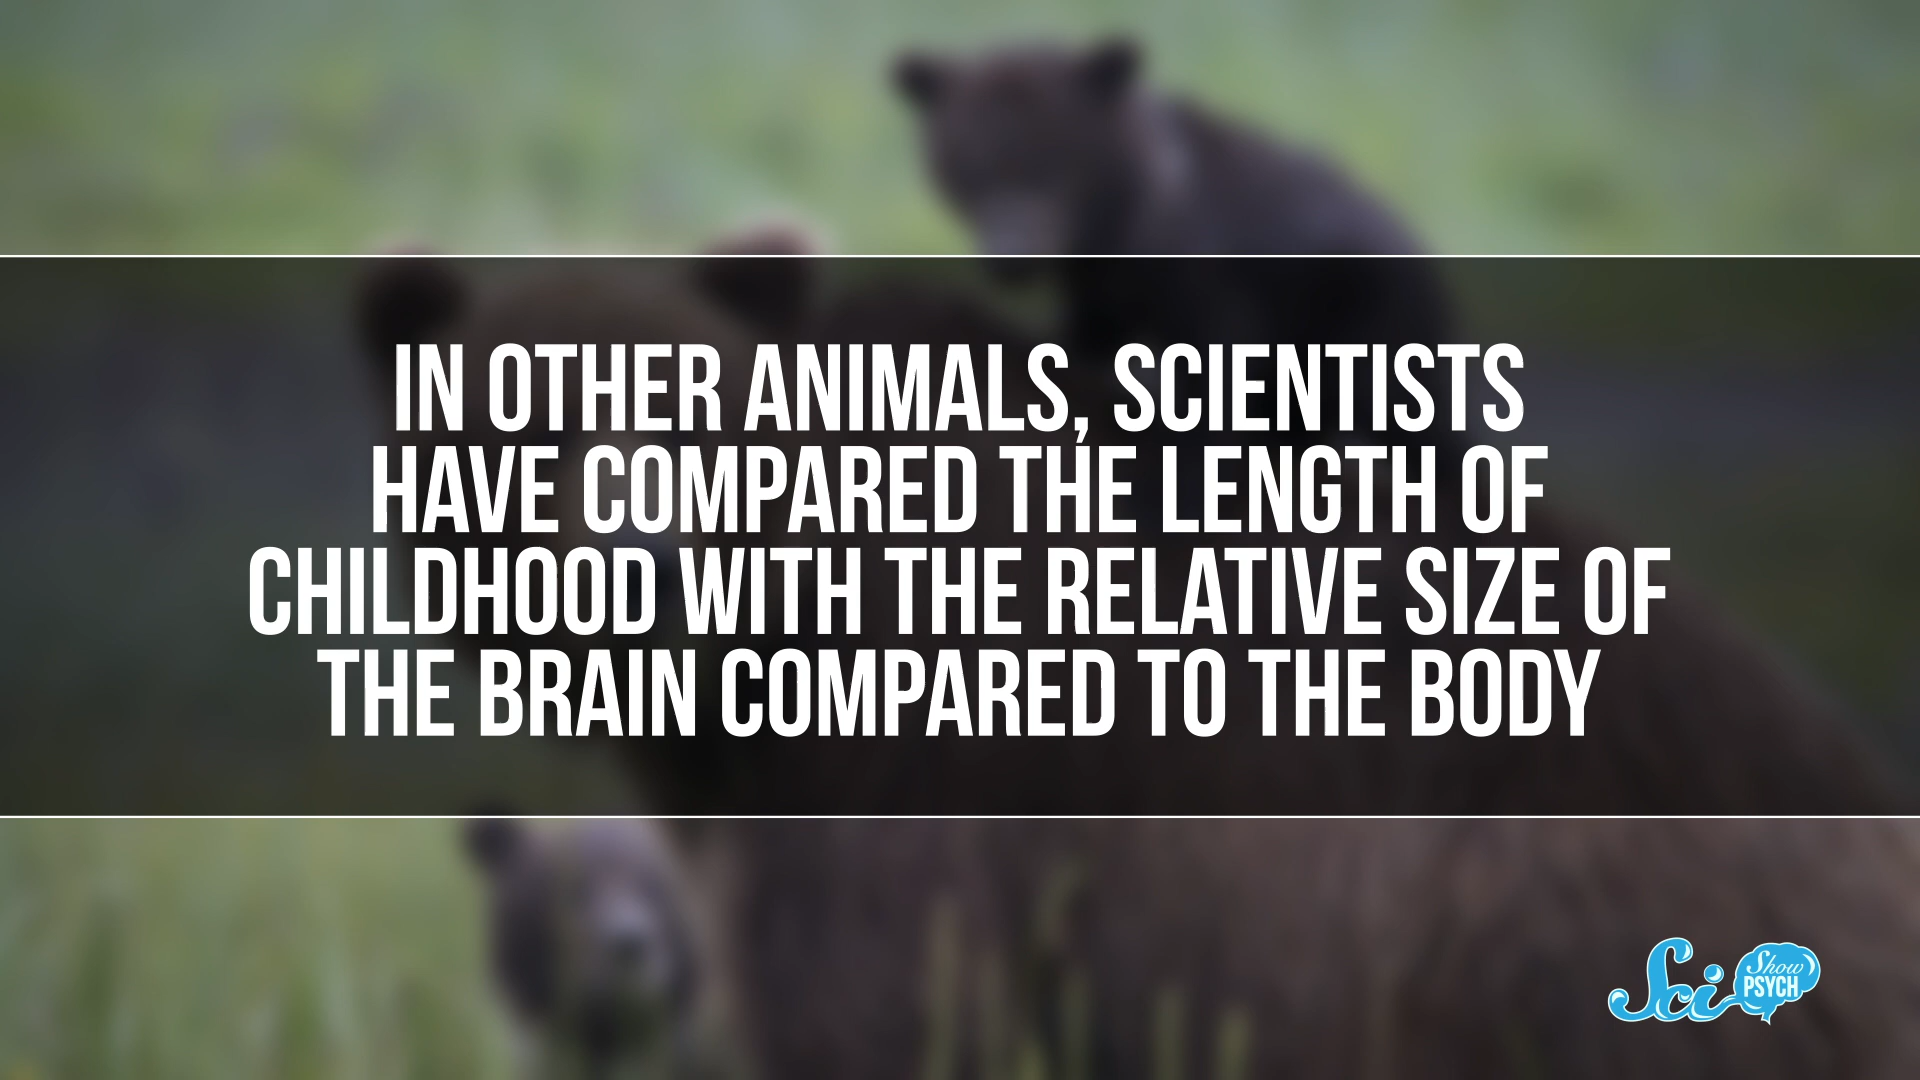 IN OTHER ANIMALS, SCIENTISTS
HAVE COMPARED THE LENGTH OF
CHILDHOOD WITH THE RELATIVE SIZE OF
THE BRAIN COMPARED TO THE BODY
Sci Show
PSYCH